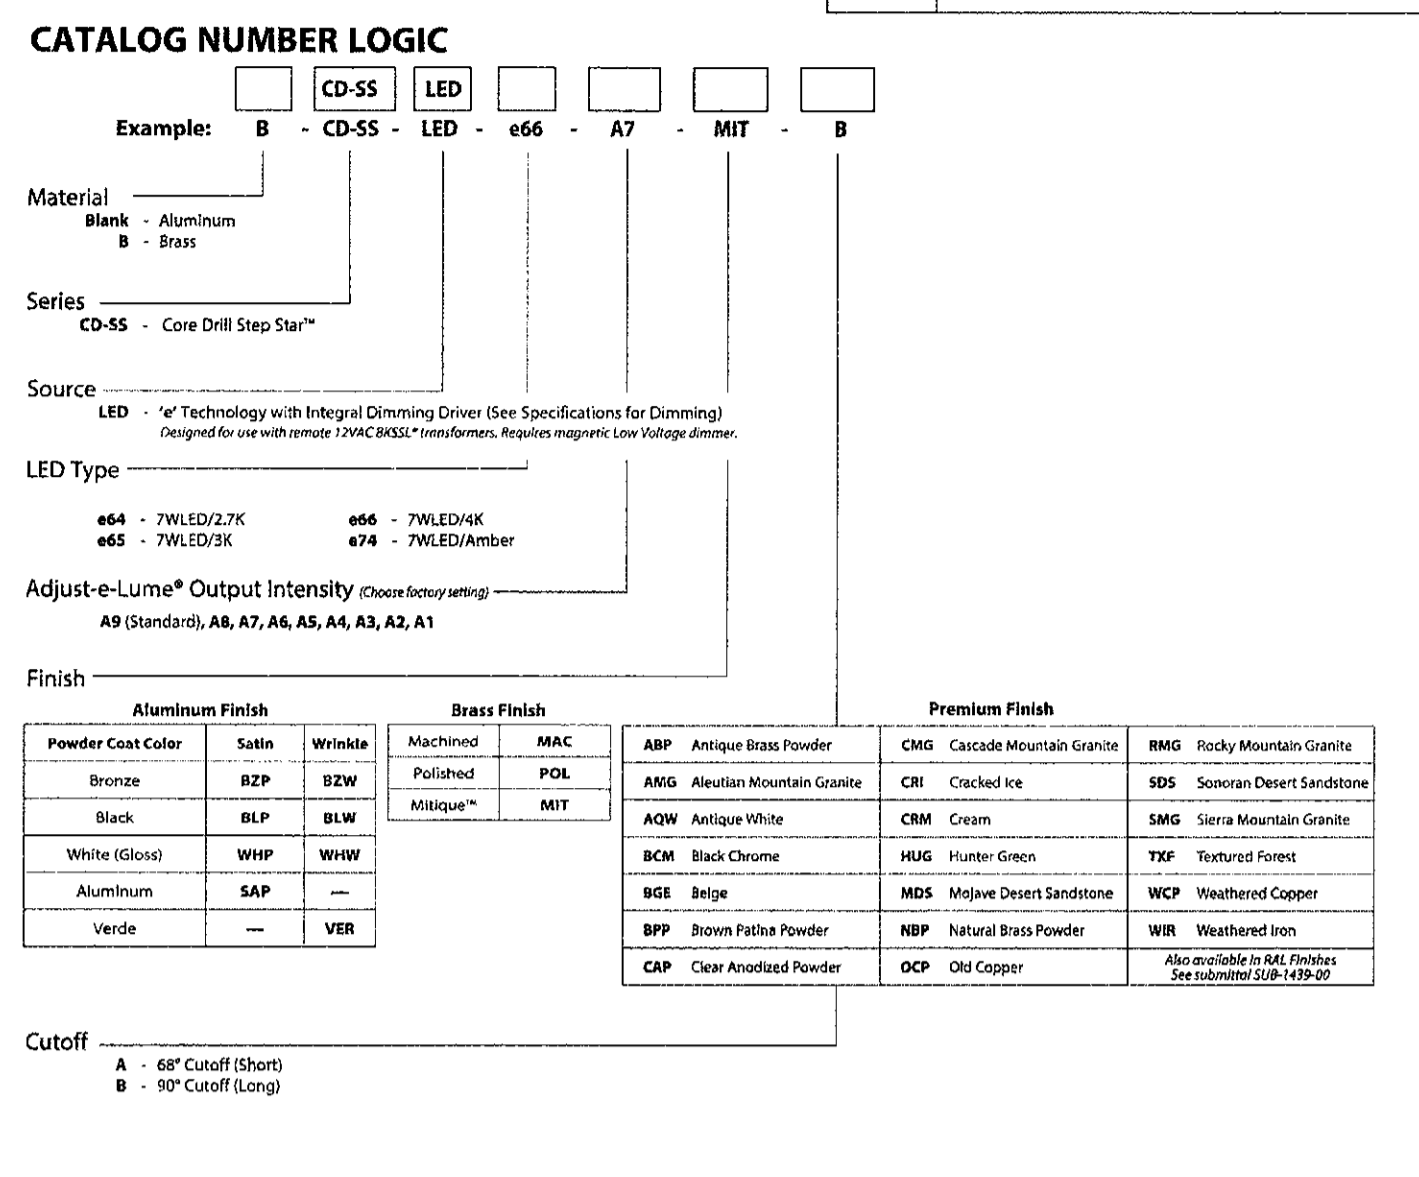 CATALOG NUMBER LOGIC
CD-SS LED
Example: B - CD-SS - LED - e66 - A7 - MIT - B
Material
Blank - Aluminum
B - Brass
Series
CD-SS - Core Drill Step Star™
Source
LED - 'e' Technology with Integral Dimming Driver (See Specifications for Dimming)
Designed for use with remote 12VAC BKSSL® transformers. Requires magnetic Low Voltage dimmer.
LED Type
e64 - 7WLED/2.7K e66 - 7WLED/4K
e65 - 7WLED/3K e74 - 7WLED/Amber
Adjust-e-Lume® Output Intensity (Choose factory setting)
A9 (Standard), A8, A7, A6, A5, A4, A3, A2, A1
Finish
Aluminum Finish
Powder Coat Color Satin Wrinkle
Bronze BZP BZW
Black BLP BLW
White (Gloss) WHP WHW
Aluminum SAP —
Verde — VER
Brass Finish
Machined MAC
Polished POL
Mitique™ MIT
Premium Finish
ABP Antique Brass Powder CMG Cascade Mountain Granite RMG Rocky Mountain Granite
AMG Aleutian Mountain Granite CRI Cracked Ice SDS Sonoran Desert Sandstone
AQW Antique White CRM Cream SMG Sierra Mountain Granite
BCM Black Chrome HUG Hunter Green TXF Textured Forest
BGE Beige MDS Mojave Desert Sandstone WCP Weathered Copper
BPP Brown Patina Powder NBP Natural Brass Powder WIR Weathered Iron
CAP Clear Anodized Powder OCP Old Copper Also available in RAL Finishes
See submittal SUB-1439-00
Cutoff
A - 68° Cutoff (Short)
B - 90° Cutoff (Long)